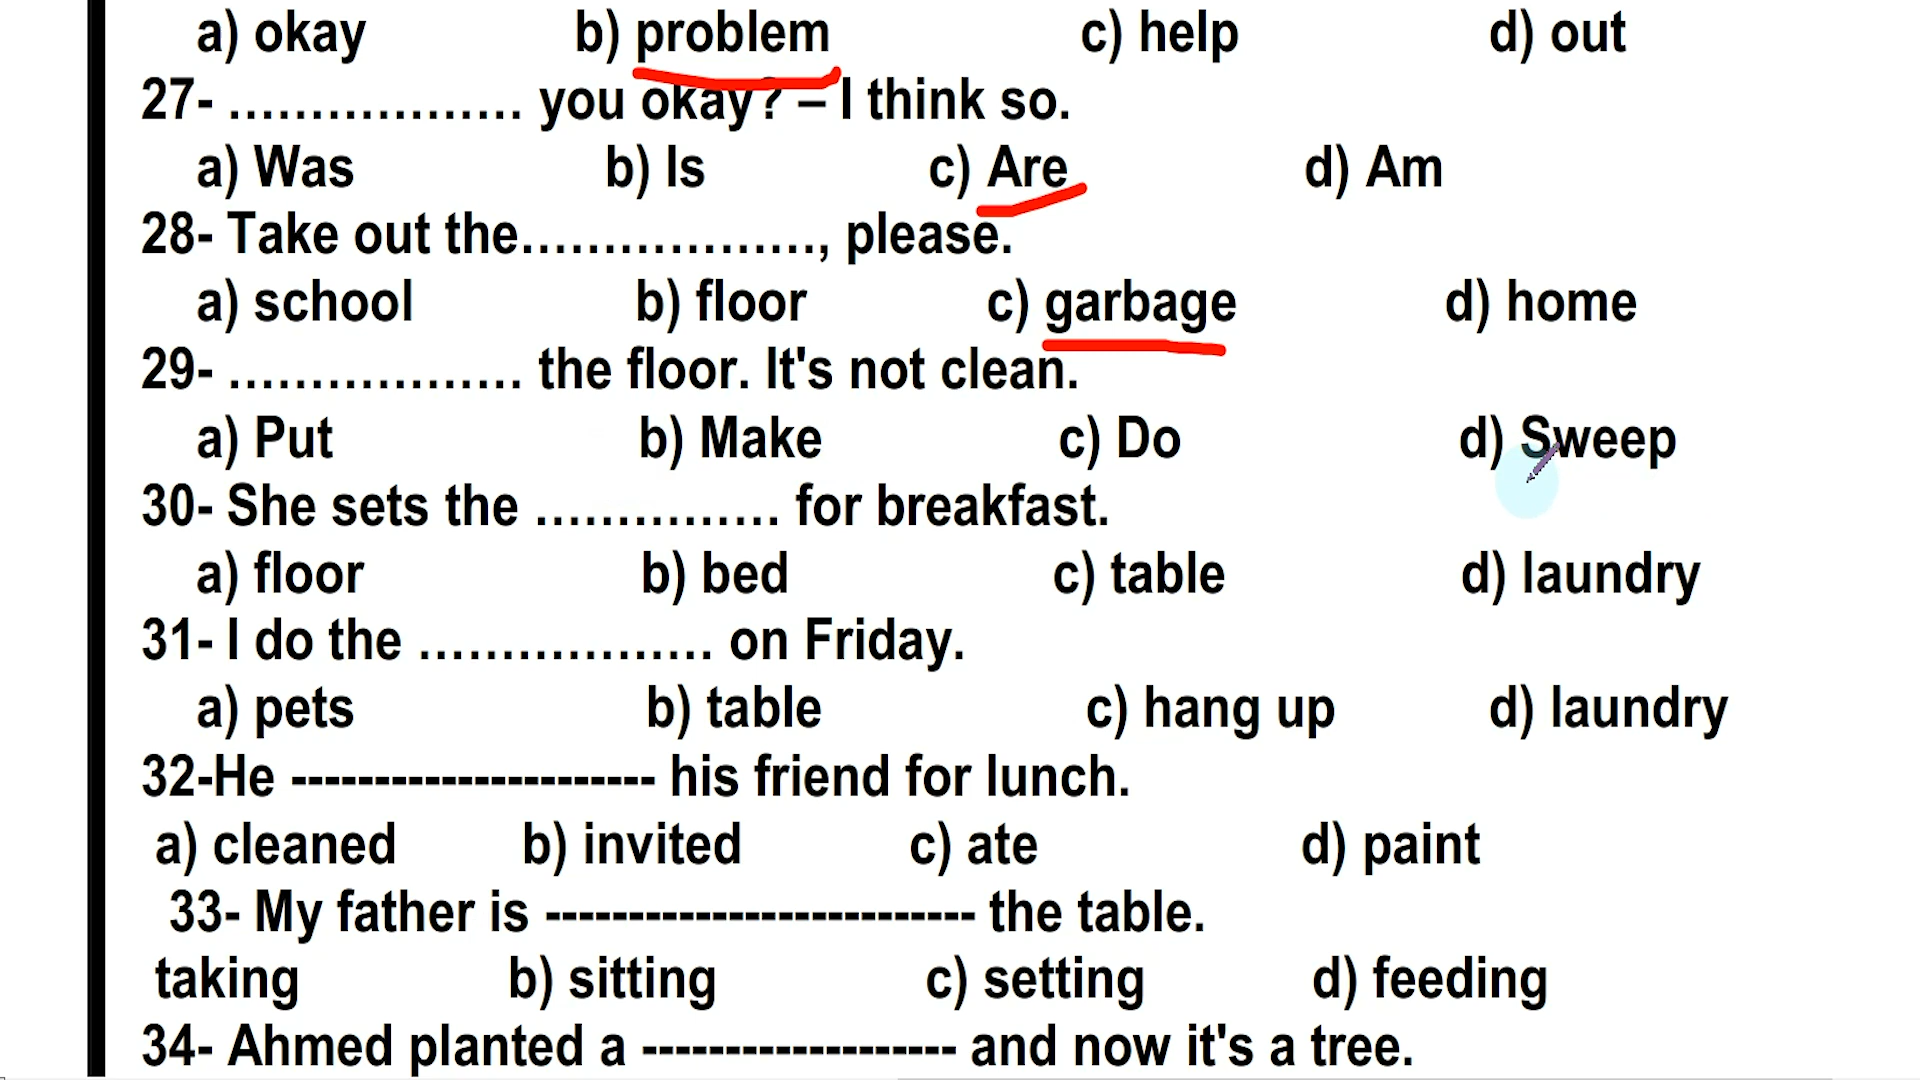 a) okay b) problem c) help d) out
27- .................. you okay? – I think so.
a) Was b) Is c) Are d) Am
28- Take out the.................., please.
a) school b) floor c) garbage d) home
29- .................. the floor. It's not clean.
a) Put b) Make c) Do d) Sweep
30- She sets the ............... for breakfast.
a) floor b) bed c) table d) laundry
31- I do the .................. on Friday.
a) pets b) table c) hang up d) laundry
32-He ---------------------- his friend for lunch.
a) cleaned b) invited c) ate d) paint
33- My father is -------------------------- the table.
taking b) sitting c) setting d) feeding
34- Ahmed planted a ------------------- and now it's a tree.